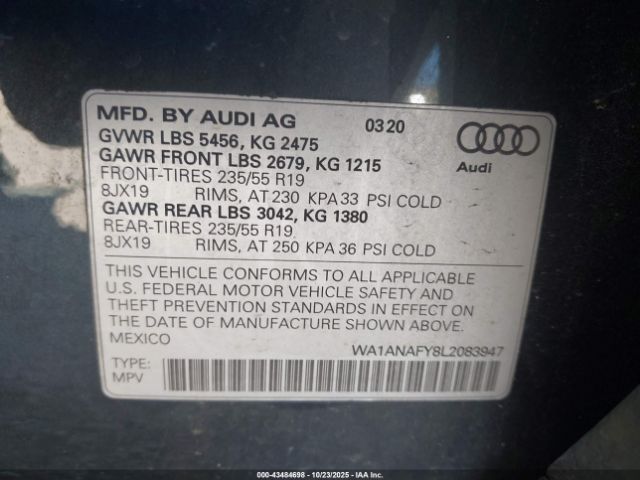 MFD. BY AUDI AG 0320
GVWR LBS 5456, KG 2475
GAWR FRONT LBS 2679, KG 1215
Audi
FRONT-TIRES 235/55 R19
8JX19 RIMS, AT 230 KPA 33 PSI COLD
GAWR REAR LBS 3042, KG 1380
REAR-TIRES 235/55 R19
8JX19 RIMS, AT 250 KPA 36 PSI COLD
THIS VEHICLE CONFORMS TO ALL APPLICABLE
U.S. FEDERAL MOTOR VEHICLE SAFETY AND
THEFT PREVENTION STANDARDS IN EFFECT ON
THE DATE OF MANUFACTURE SHOWN ABOVE.
MEXICO WA1ANAFY8L2083947
TYPE:
MPV
000-43484698 - 10/23/2025 - IAA Inc.